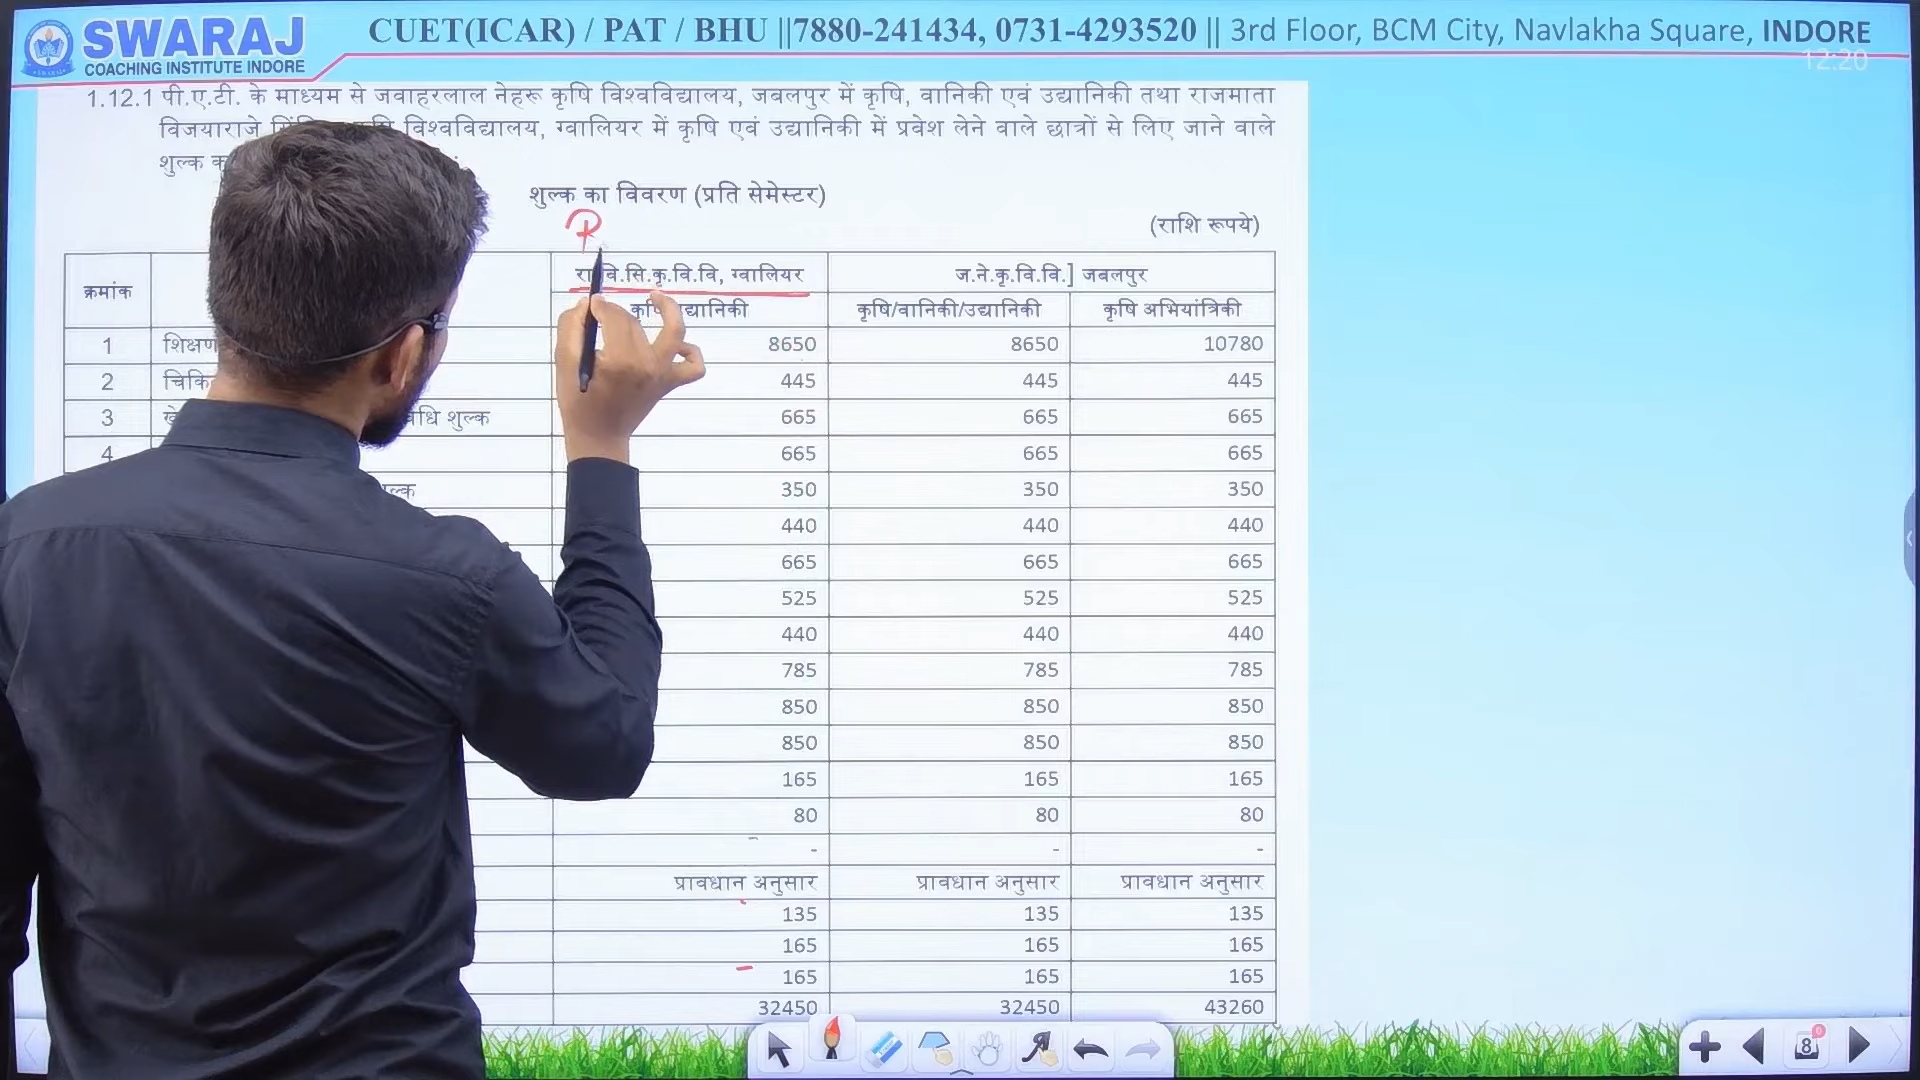 SWARAJ
COACHING INSTITUTE INDORE
CUET(ICAR) / PAT / BHU ||7880-241434, 0731-4293520 || 3rd Floor, BCM City, Navlakha Square, INDORE
12:20
1.12.1 पी.ए.टी. के माध्यम से जवाहरलाल नेहरू कृषि विश्वविद्यालय, जबलपुर में कृषि, वानिकी एवं उद्यानिकी तथा राजमाता
विजयाराजे विश्वविद्यालय, ग्वालियर में कृषि एवं उद्यानिकी में प्रवेश लेने वाले छात्रों से लिए जाने वाले
शुल्क
शुल्क का विवरण (प्रति सेमेस्टर)
R
(राशि रूपये)
क्रमांक वि.सि.कृ.वि.वि, ग्वालियर ज.ने.कृ.वि.वि.] जबलपुर
कृषि/वानिकी/उद्यानिकी कृषि अभियांत्रिकी
1 8650 8650 10780
2 445 445 445
3 शुल्क 665 665 665
4 665 665 665
350 350 350
440 440 440
665 665 665
525 525 525
440 440 440
785 785 785
850 850 850
850 850 850
165 165 165
80 80 80
- - -
प्रावधान अनुसार प्रावधान अनुसार प्रावधान अनुसार
135 135 135
165 165 165
165 165 165
32450 32450 43260
8
0